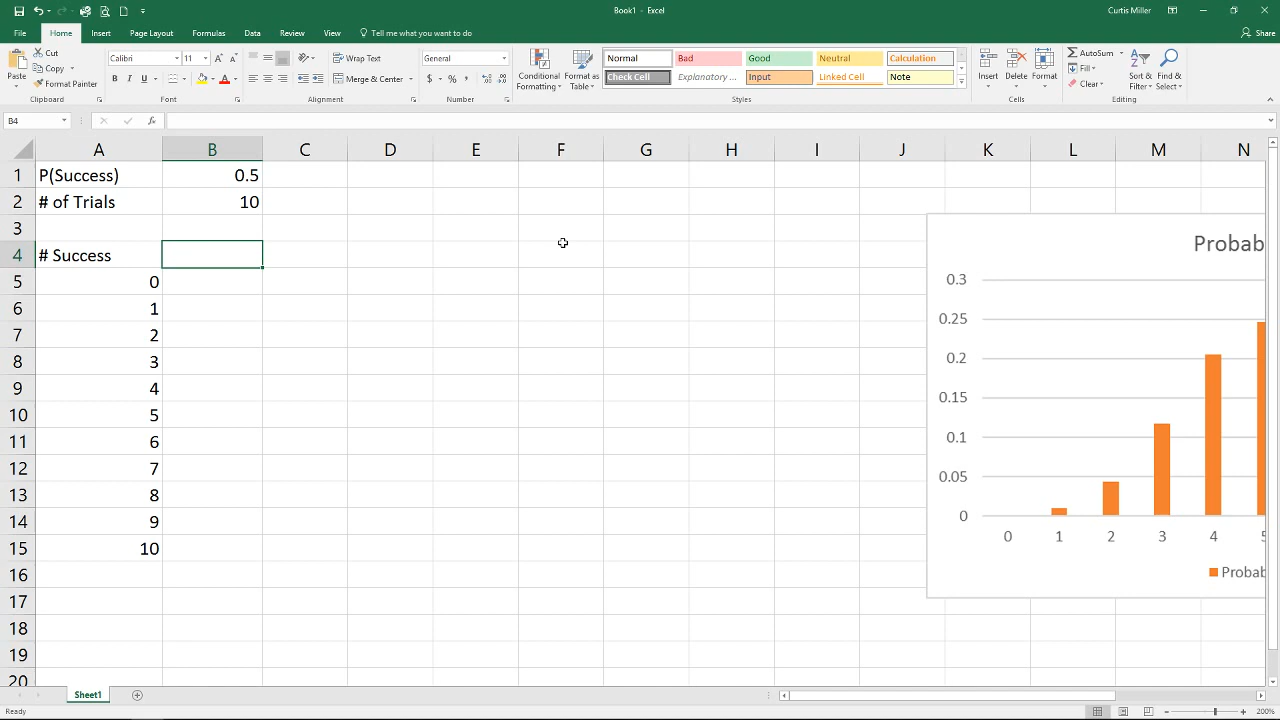 Book1 - Excel
Curtis Miller
File Home Insert Page Layout Formulas Data Review View Tell me what you want to do Share
Paste
Cut
Copy
Format Painter
Clipboard
Calibri 11
B I U
Font
Wrap Text
Merge & Center
Alignment
General
$ % ,
Number
Conditional Formatting
Format as Table
Normal Bad Good Neutral Calculation
Check Cell Explanatory ... Input Linked Cell Note
Styles
Insert Delete Format
Cells
AutoSum
Fill
Clear
Sort & Filter
Find & Select
Editing
B4 fx
A B C D E F G H I J K L M N
1 P(Success) 0.5
2 # of Trials 10
3
4 # Success
5 0
6 1
7 2
8 3
9 4
10 5
11 6
12 7
13 8
14 9
15 10
16
17
18
19
20
Probab
0.3
0.25
0.2
0.15
0.1
0.05
0
0 1 2 3 4 5
Probab
Sheet1
Ready
200%